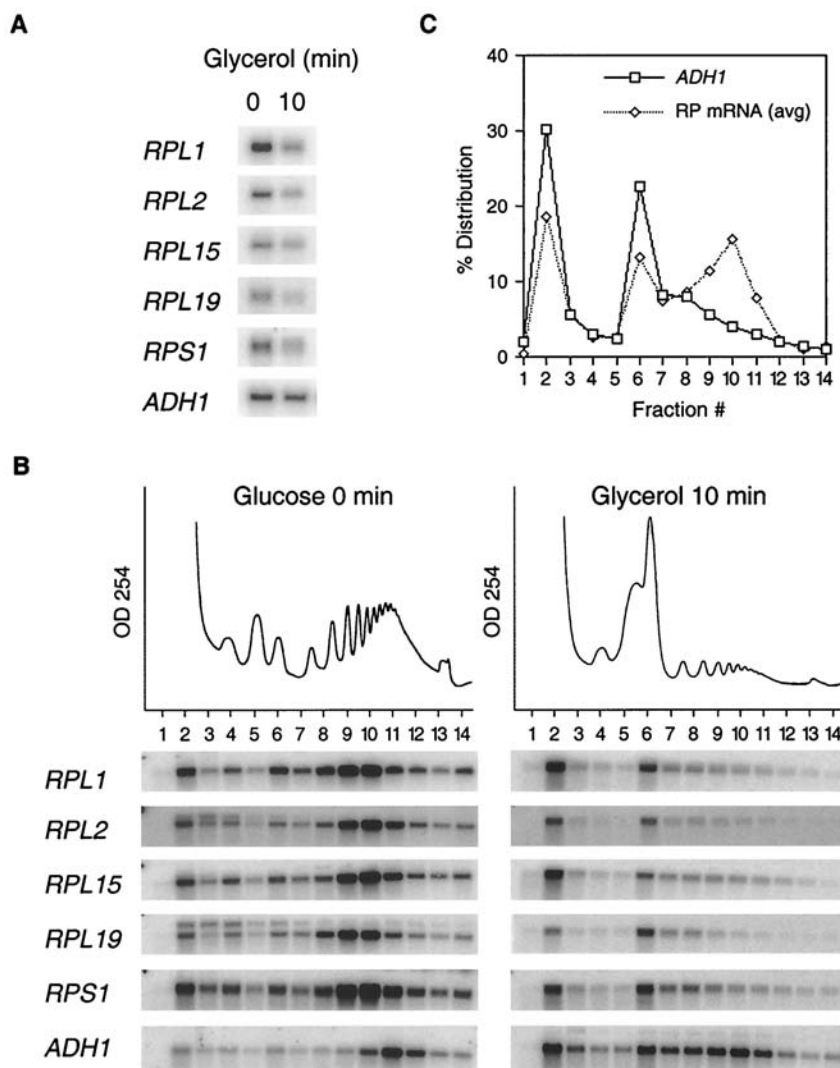 A
Glycerol (min)
0 10
RPL1
RPL2
RPL15
RPL19
RPS1
ADH1
C
40
30
20
10
0
% Distribution
ADH1
RP mRNA (avg)
1 2 3 4 5 6 7 8 9 10 11 12 13 14
Fraction #
B
Glucose 0 min
OD 254
1 2 3 4 5 6 7 8 9 10 11 12 13 14
Glycerol 10 min
OD 254
1 2 3 4 5 6 7 8 9 10 11 12 13 14
RPL1
RPL2
RPL15
RPL19
RPS1
ADH1